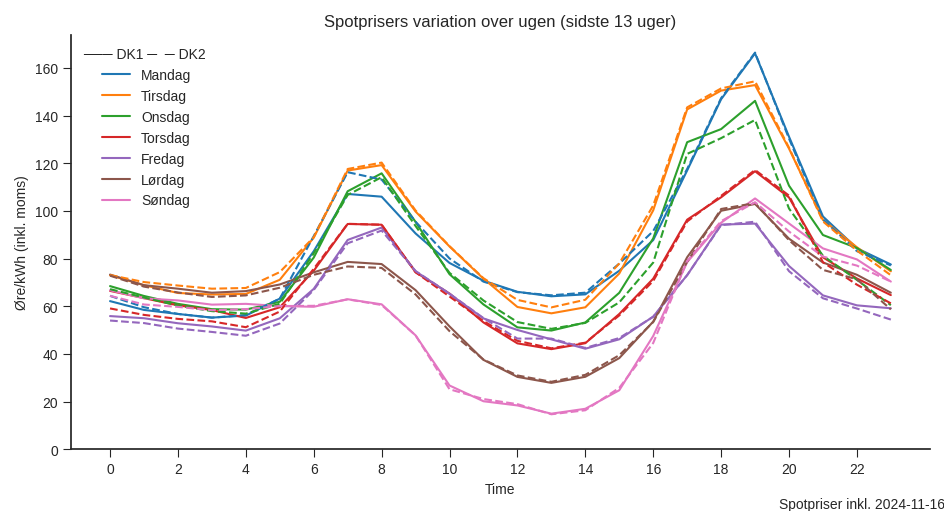 Spotprisers variation over ugen (sidste 13 uger)
DK1 DK2
Mandag
Tirsdag
Onsdag
Torsdag
Fredag
Lørdag
Søndag
Øre/kWh (inkl. moms)
160
140
120
100
80
60
40
20
0
0 2 4 6 8 10 12 14 16 18 20 22
Time
Spotpriser inkl. 2024-11-16